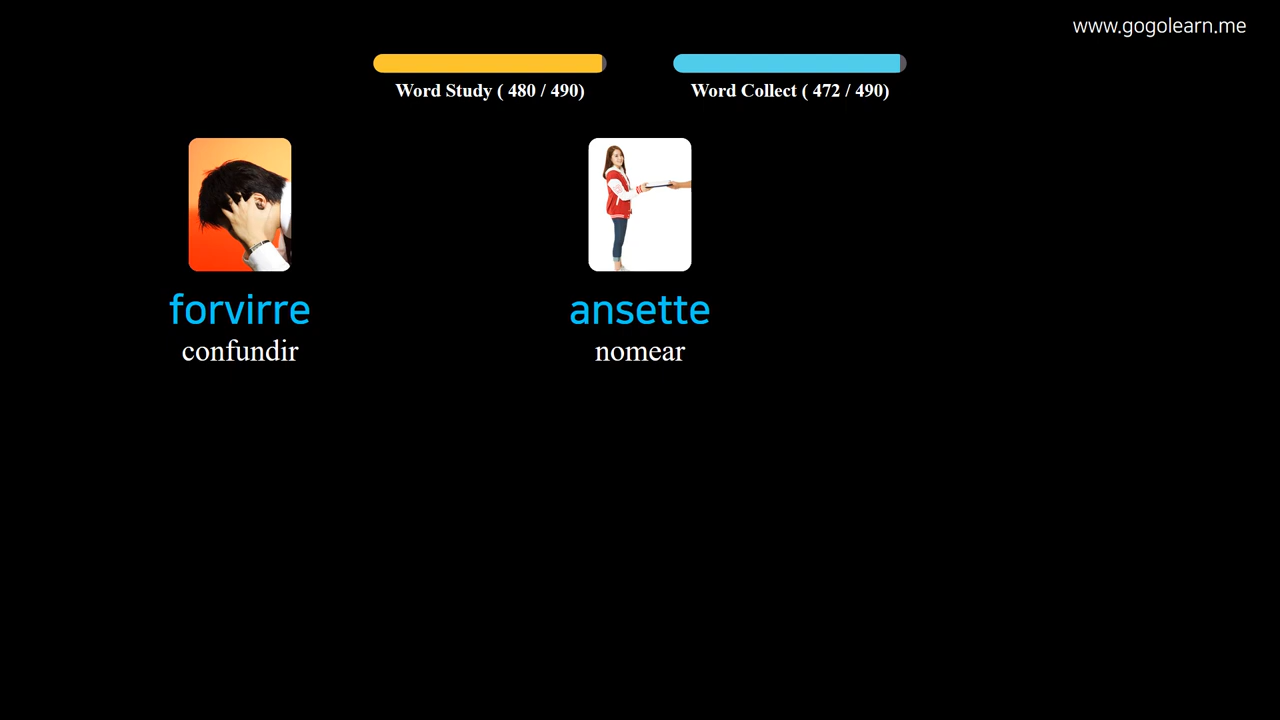 www.gogolearn.me
Word Study ( 480 / 490)
Word Collect ( 472 / 490)
forvirre
confundir
ansette
nomear